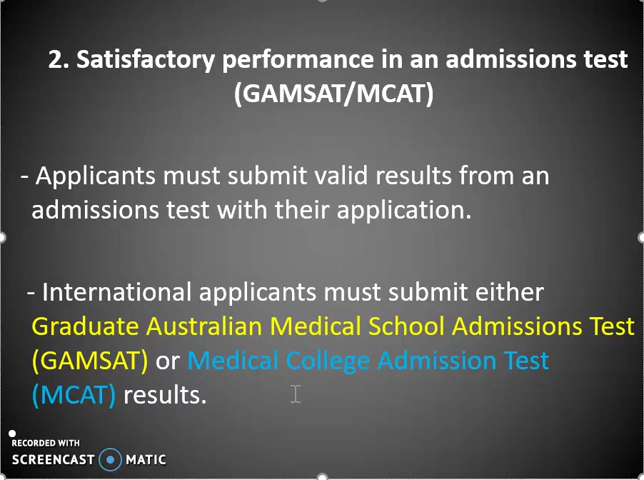 2. Satisfactory performance in an admissions test
(GAMSAT/MCAT)
- Applicants must submit valid results from an
admissions test with their application.
- International applicants must submit either
Graduate Australian Medical School Admissions Test
(GAMSAT) or Medical College Admission Test
(MCAT) results.
RECORDED WITH
SCREENCAST MATIC